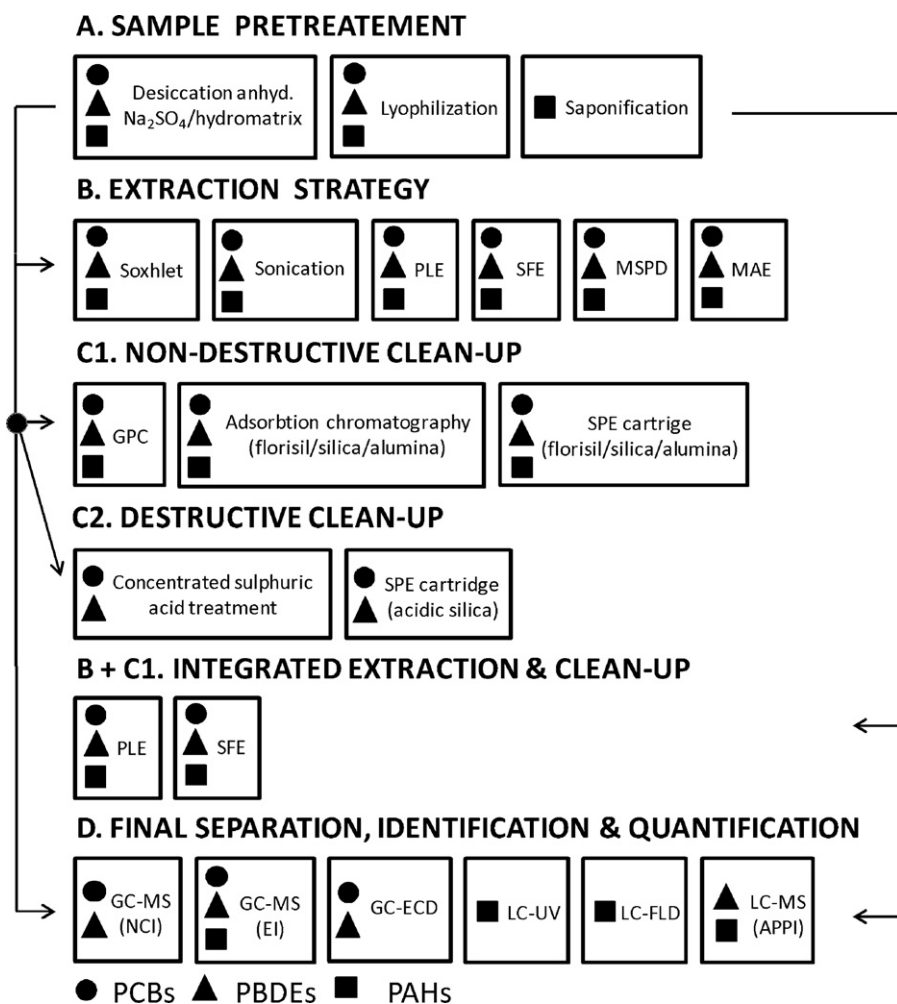 A. SAMPLE PRETREATEMENT
Desiccation anhyd.
Na₂SO₄/hydromatrix
Lyophilization
Saponification
B. EXTRACTION STRATEGY
Soxhlet
Sonication
PLE
SFE
MSPD
MAE
C1. NON-DESTRUCTIVE CLEAN-UP
GPC
Adsorbtion chromatography
(florisil/silica/alumina)
SPE cartrige
(florisil/silica/alumina)
C2. DESTRUCTIVE CLEAN-UP
Concentrated sulphuric
acid treatment
SPE cartridge
(acidic silica)
B + C1. INTEGRATED EXTRACTION & CLEAN-UP
PLE
SFE
D. FINAL SEPARATION, IDENTIFICATION & QUANTIFICATION
GC-MS
(NCI)
GC-MS
(EI)
GC-ECD
LC-UV
LC-FLD
LC-MS
(APPI)
PCBs PBDEs PAHs